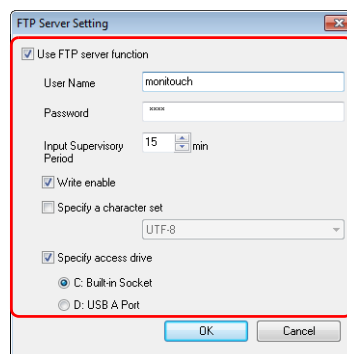 FTP Server Setting
Use FTP server function
User Name monitouch
Password ****
Input Supervisory Period 15 min
Write enable
Specify a character set
UTF-8
Specify access drive
C: Built-in Socket
D: USB A Port
OK Cancel